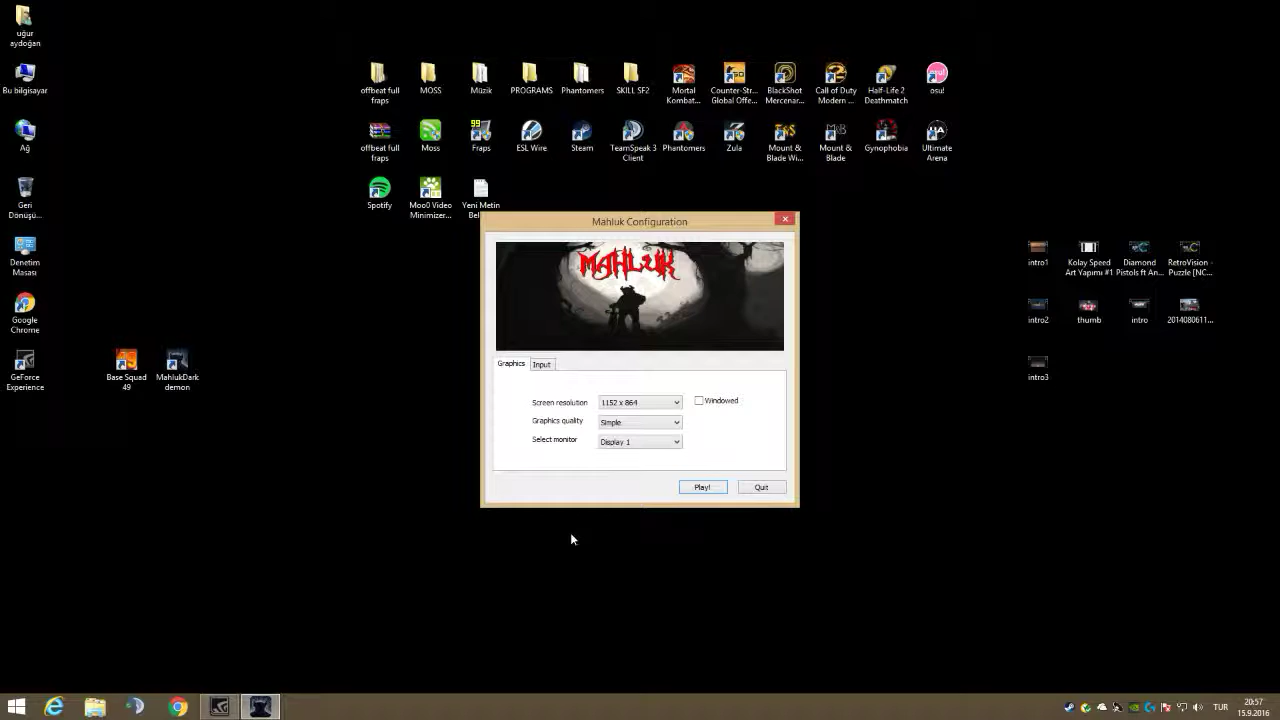 uğur
aydoğan
Bu bilgisayar
Ağ
Geri
Dönüşü...
Denetim
Masası
Google
Chrome
GeForce
Experience
Base Squad
49
MahlukDark
demon
offbeat full
fraps
MOSS
Müzik
PROGRAMS
Phantomers
SKILL SF2
Mortal
Kombat...
Counter-Str...
Global Offe...
BlackShot
Mercenar...
Call of Duty
Modern ...
Half-Life 2
Deathmatch
osu!
offbeat full
fraps
Moss
99
Fraps
ESL Wire
Steam
TeamSpeak 3
Client
Phantomers
Zula
Mount &
Blade Wi...
Mount &
Blade
Gynophobia
Ultimate
Arena
Spotify
Moo0 Video
Minimizer...
Yeni Metin
Bel
Mahluk Configuration
MAHLUK
Graphics
Input
Screen resolution
1152 x 864
Windowed
Graphics quality
Simple
Select monitor
Display 1
Play!
Quit
intro1
Kolay Speed
Art Yapımı #1
Diamond
Pistols ft An...
RetroVision -
Puzzle [NC...
intro2
thumb
intro
2014080611...
intro3
TUR
20:57
15.9.2016